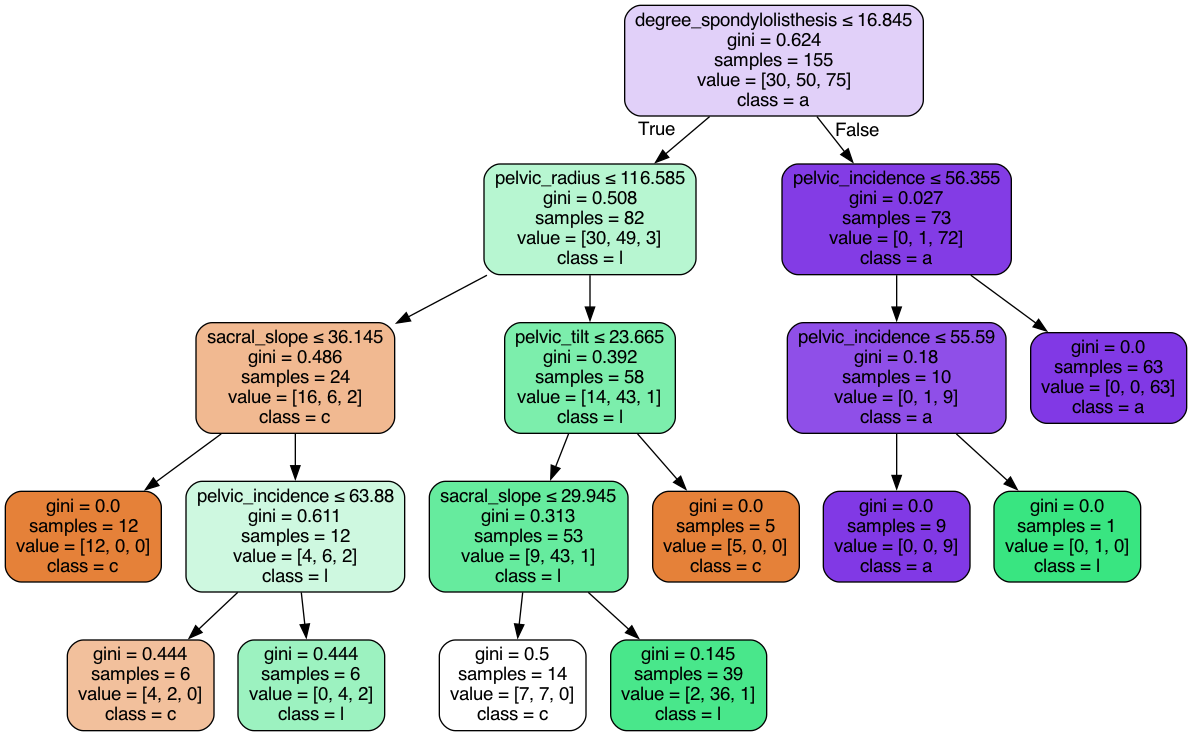 degree_spondylolisthesis ≤ 16.845
gini = 0.624
samples = 155
value = [30, 50, 75]
class = a
True
False
pelvic_radius ≤ 116.585
gini = 0.508
samples = 82
value = [30, 49, 3]
class = l
pelvic_incidence ≤ 56.355
gini = 0.027
samples = 73
value = [0, 1, 72]
class = a
sacral_slope ≤ 36.145
gini = 0.486
samples = 24
value = [16, 6, 2]
class = c
pelvic_tilt ≤ 23.665
gini = 0.392
samples = 58
value = [14, 43, 1]
class = l
pelvic_incidence ≤ 55.59
gini = 0.18
samples = 10
value = [0, 1, 9]
class = a
gini = 0.0
samples = 63
value = [0, 0, 63]
class = a
gini = 0.0
samples = 12
value = [12, 0, 0]
class = c
pelvic_incidence ≤ 63.88
gini = 0.611
samples = 12
value = [4, 6, 2]
class = l
sacral_slope ≤ 29.945
gini = 0.313
samples = 53
value = [9, 43, 1]
class = l
gini = 0.0
samples = 5
value = [5, 0, 0]
class = c
gini = 0.0
samples = 9
value = [0, 0, 9]
class = a
gini = 0.0
samples = 1
value = [0, 1, 0]
class = l
gini = 0.444
samples = 6
value = [4, 2, 0]
class = c
gini = 0.444
samples = 6
value = [0, 4, 2]
class = l
gini = 0.5
samples = 14
value = [7, 7, 0]
class = c
gini = 0.145
samples = 39
value = [2, 36, 1]
class = l